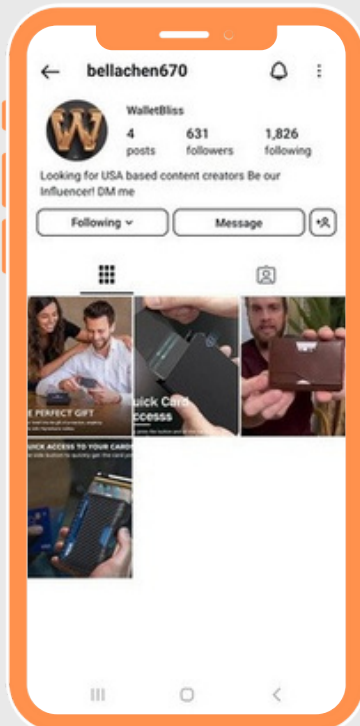 bellachen670
W
WalletBliss
4 631 1,826
posts followers following
Looking for USA based content creators Be our
Influencer! DM me
Following Message
E PERFECT GIFT
uick Card
ccesss
UICK ACCESS TO YOUR CARD